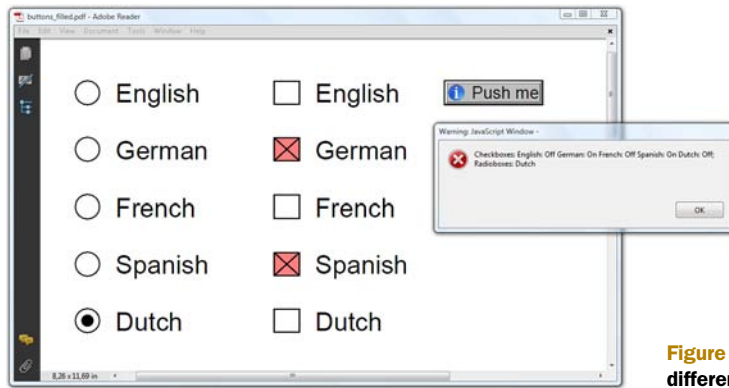 buttons_filled.pdf - Adobe Reader
File Edit View Document Tools Window Help
English English Push me
German German
French French
Spanish Spanish
Dutch Dutch
Warning: JavaScript Window -
Checkboxes: English: Off German: On French: Off Spanish: On Dutch: Off;
Radioboxes: Dutch
OK
8,26 x 11,69 in
Figure
differen